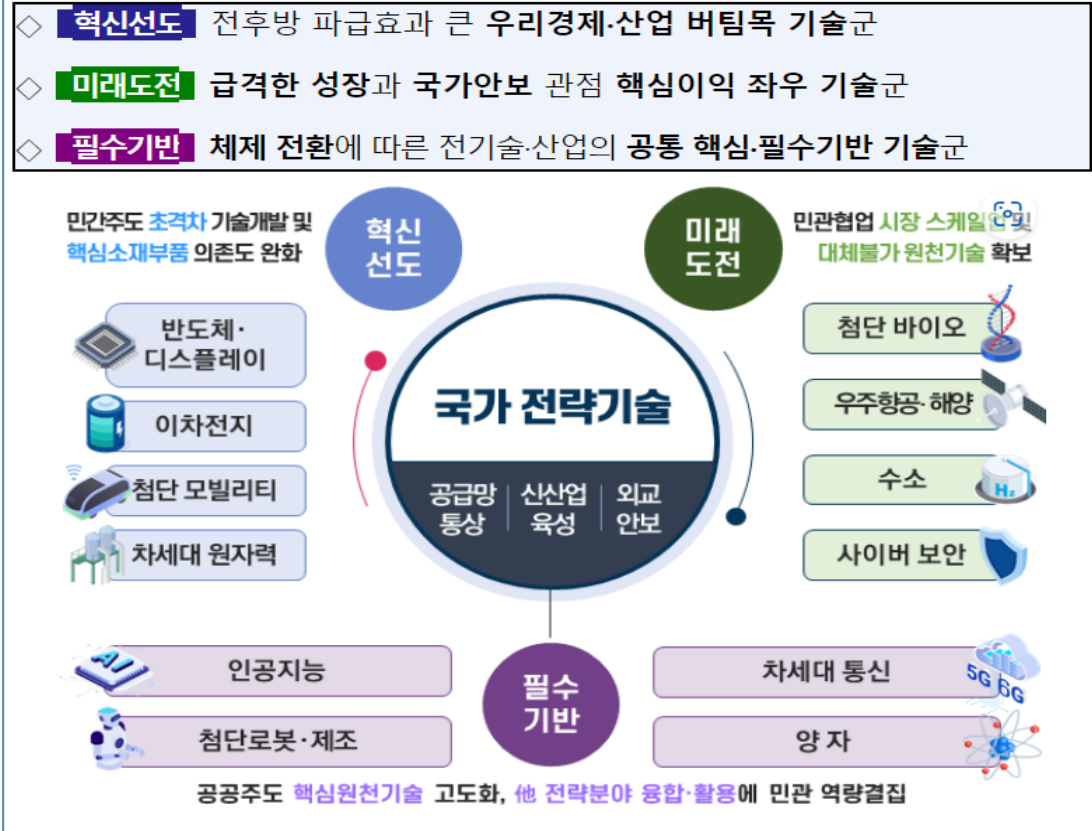 ◇ 혁신선도 전후방 파급효과 큰 우리경제·산업 버팀목 기술군
◇ 미래도전 급격한 성장과 국가안보 관점 핵심이익 좌우 기술군
◇ 필수기반 체제 전환에 따른 전기술·산업의 공통 핵심·필수기반 기술군
민간주도 초격차 기술개발 및
핵심소재부품 의존도 완화
혁신
선도
미래
도전
민관협업 시장 스케일업 및
대체불가 원천기술 확보
반도체·
디스플레이
이차전지
첨단 모빌리티
차세대 원자력
국가 전략기술
공급망
통상
신산업
육성
외교
안보
첨단 바이오
우주항공·해양
수소
H₂
사이버 보안
AI
인공지능
첨단로봇·제조
필수
기반
차세대 통신
5G 6G
양 자
공공주도 핵심원천기술 고도화, 他 전략분야 융합·활용에 민관 역량결집